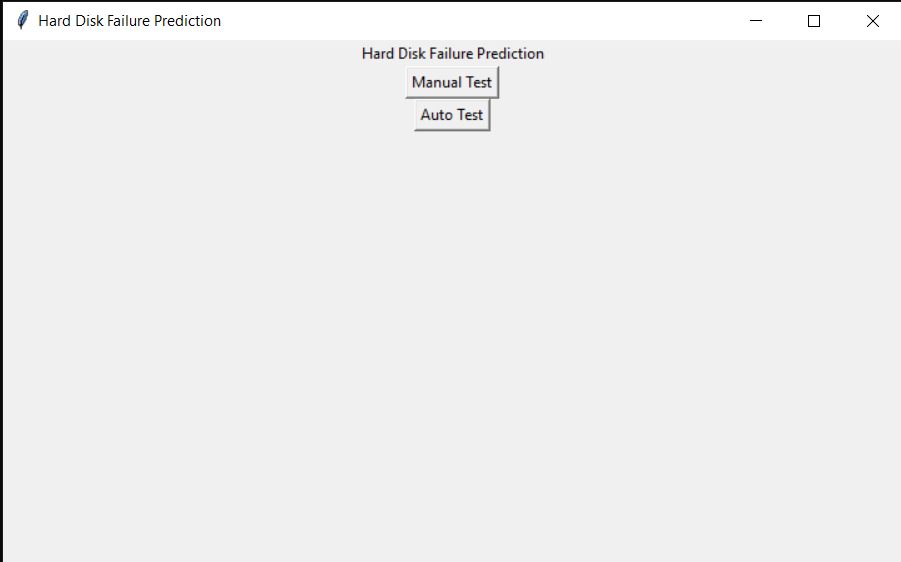 Hard Disk Failure Prediction
Hard Disk Failure Prediction
Manual Test
Auto Test